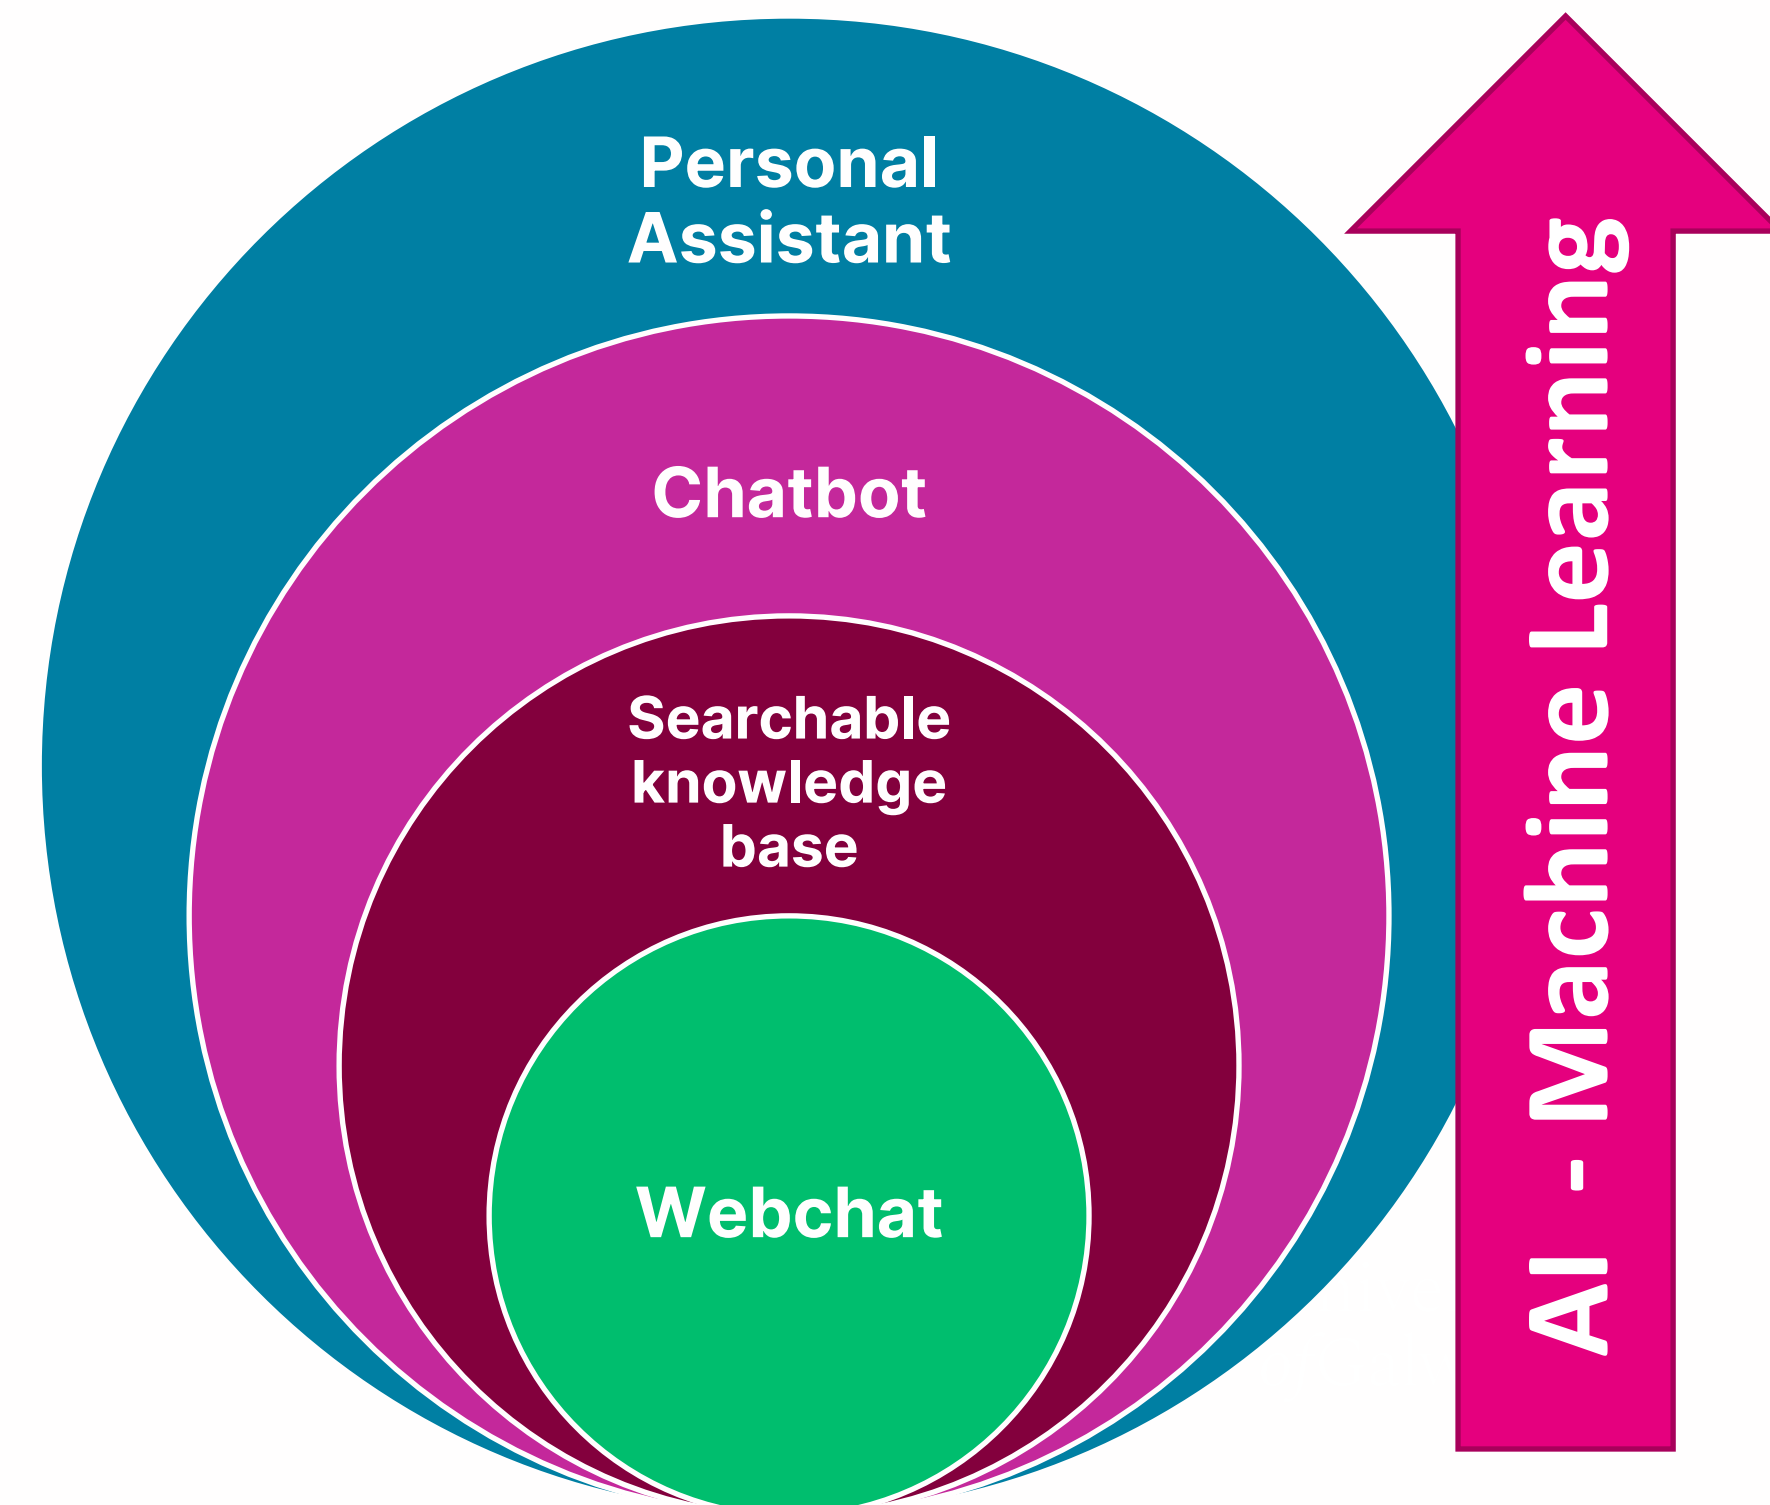 Personal
Assistant
Chatbot
Searchable
knowledge
base
Webchat
AI - Machine Learning